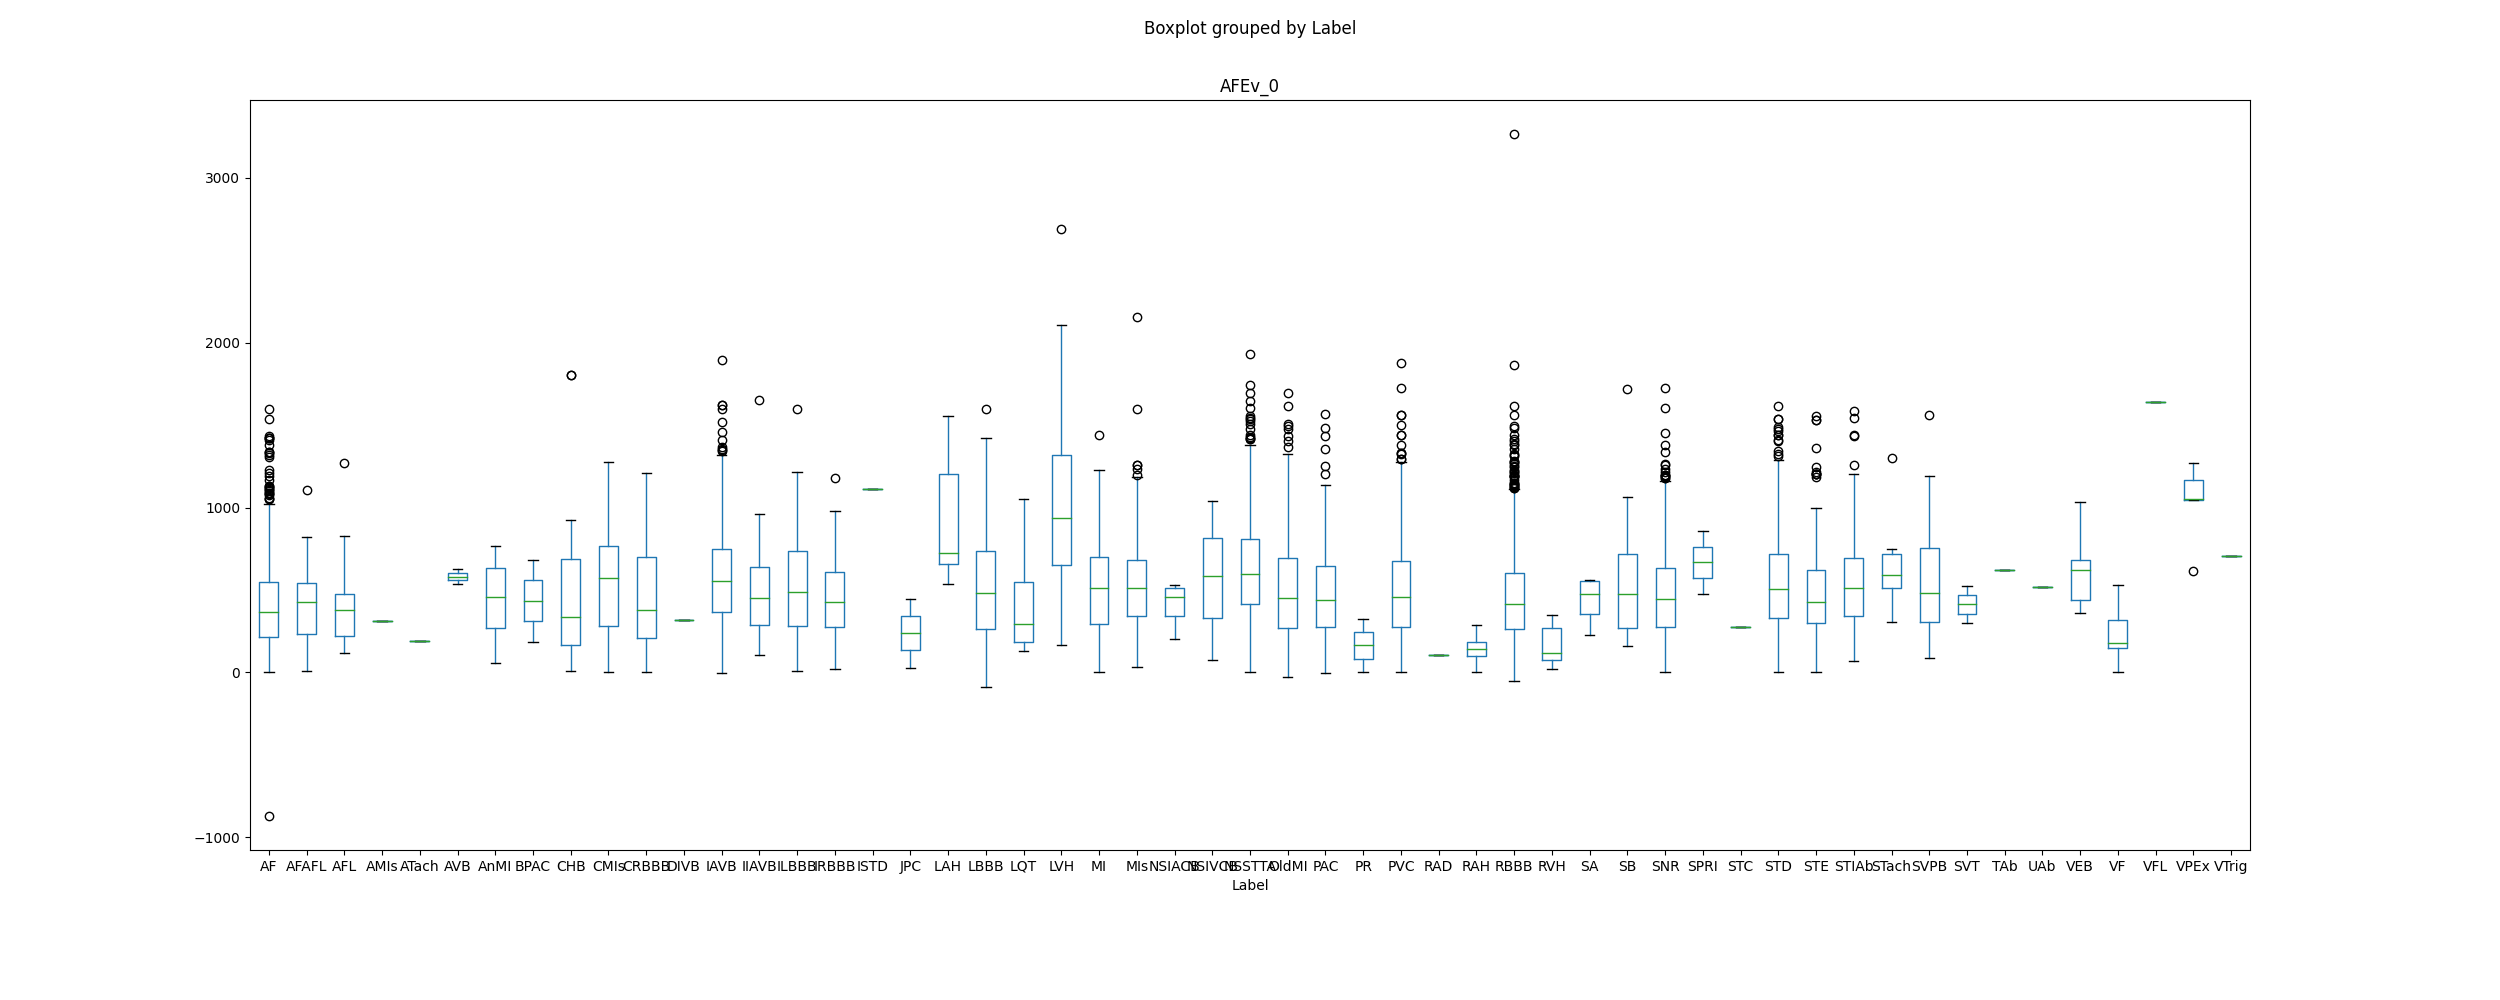 Boxplot grouped by Label
AFEv_0
3000
2000
1000
0
−1000
AF AFAFL AFL AMIs ATach AVB AnMI BPAC CHB CMIs CRBBB DIVB IAVB IIAVB ILBBB IRBBB ISTD JPC LAH LBBB LQT LVH MI MIs NSIACB NSIVCB NSSTTA OldMI PAC PR PVC RAD RAH RBBB RVH SA SB SNR SPRI STC STD STE STIAb STach SVPB SVT TAb UAb VEB VF VFL VPEx VTrig
Label